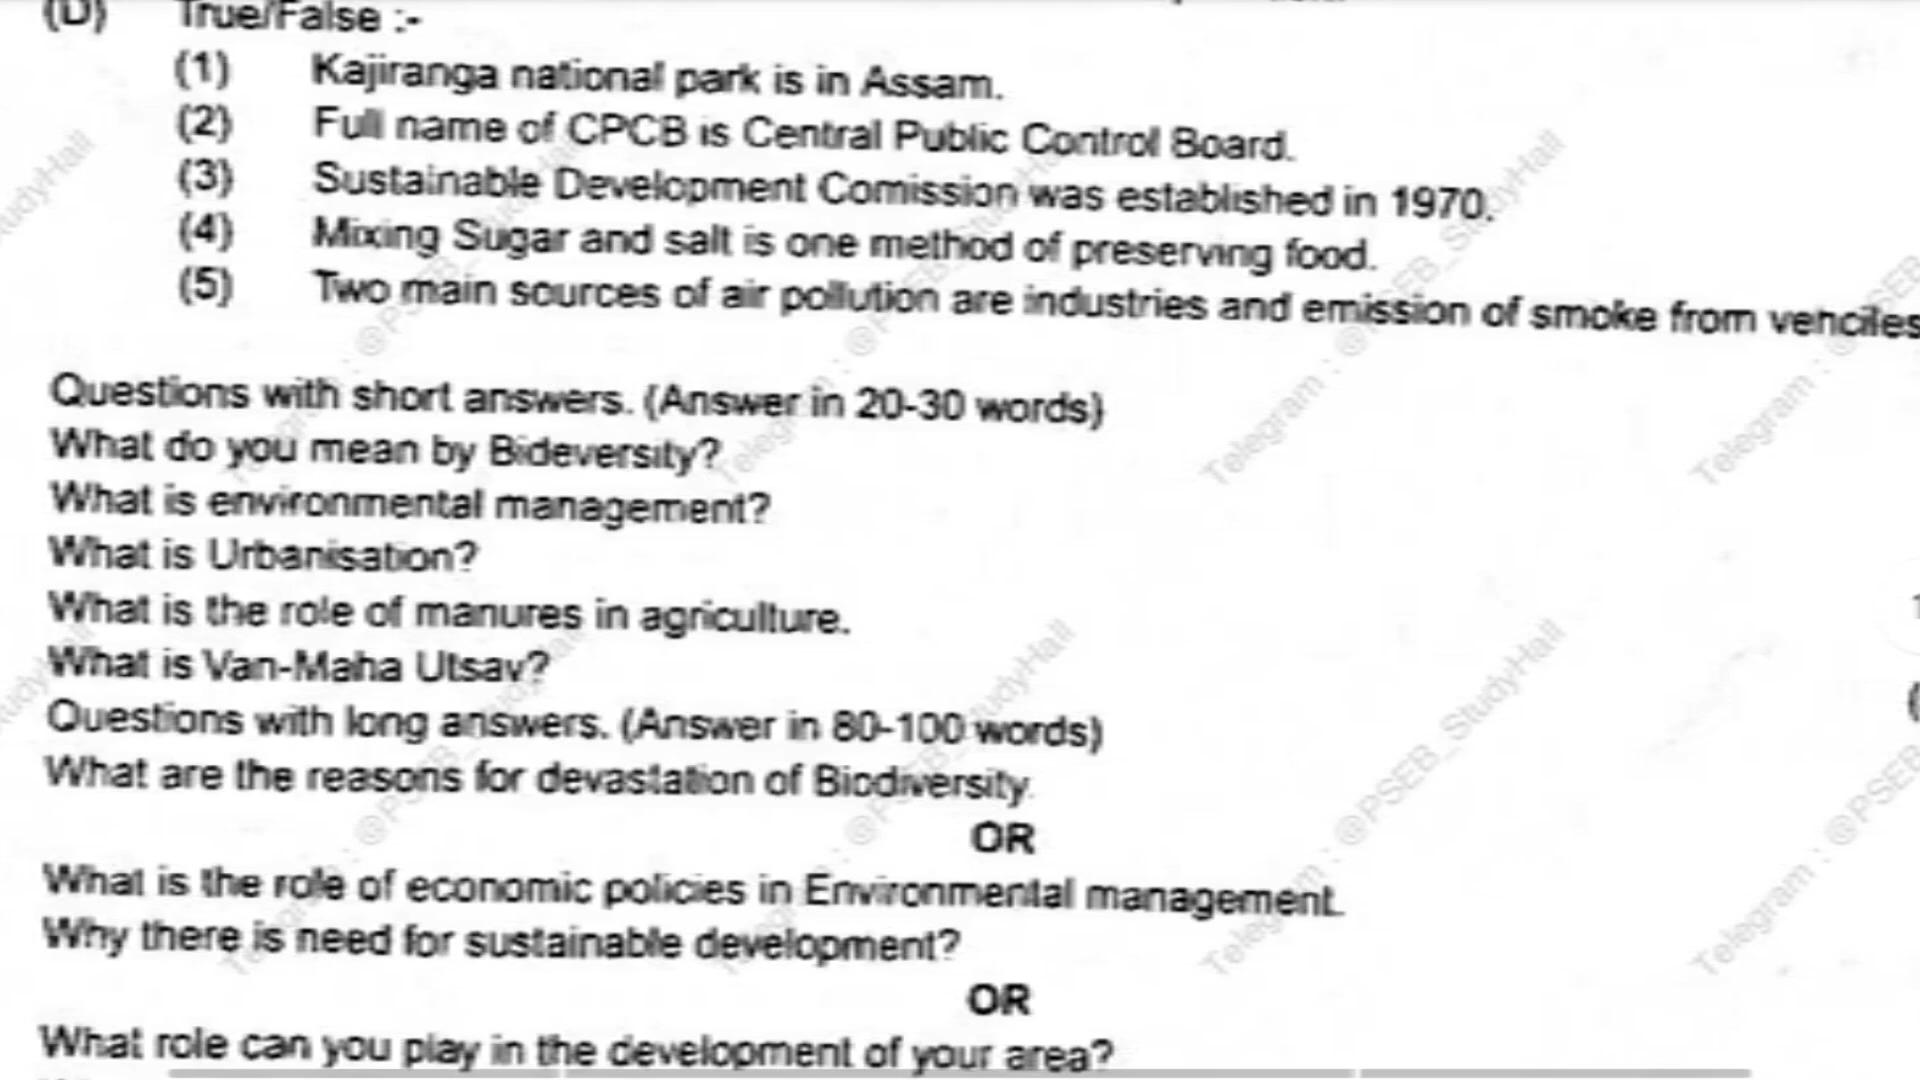 (D) True/False :-
(1) Kajiranga national park is in Assam.
(2) Full name of CPCB is Central Public Control Board.
(3) Sustainable Development Comission was established in 1970.
(4) Mixing Sugar and salt is one method of preserving food.
(5) Two main sources of air pollution are industries and emission of smoke from vehciles
Questions with short answers. (Answer in 20-30 words)
What do you mean by Bideversity?
What is environmental management?
What is Urbanisation?
What is the role of manures in agriculture.
What is Van-Maha Utsav?
Questions with long answers. (Answer in 80-100 words)
What are the reasons for devastation of Biodiversity.
OR
What is the role of economic policies in Environmental management.
Why there is need for sustainable development?
OR
What role can you play in the development of your area?
Telegram : @PSEB_StudyHall